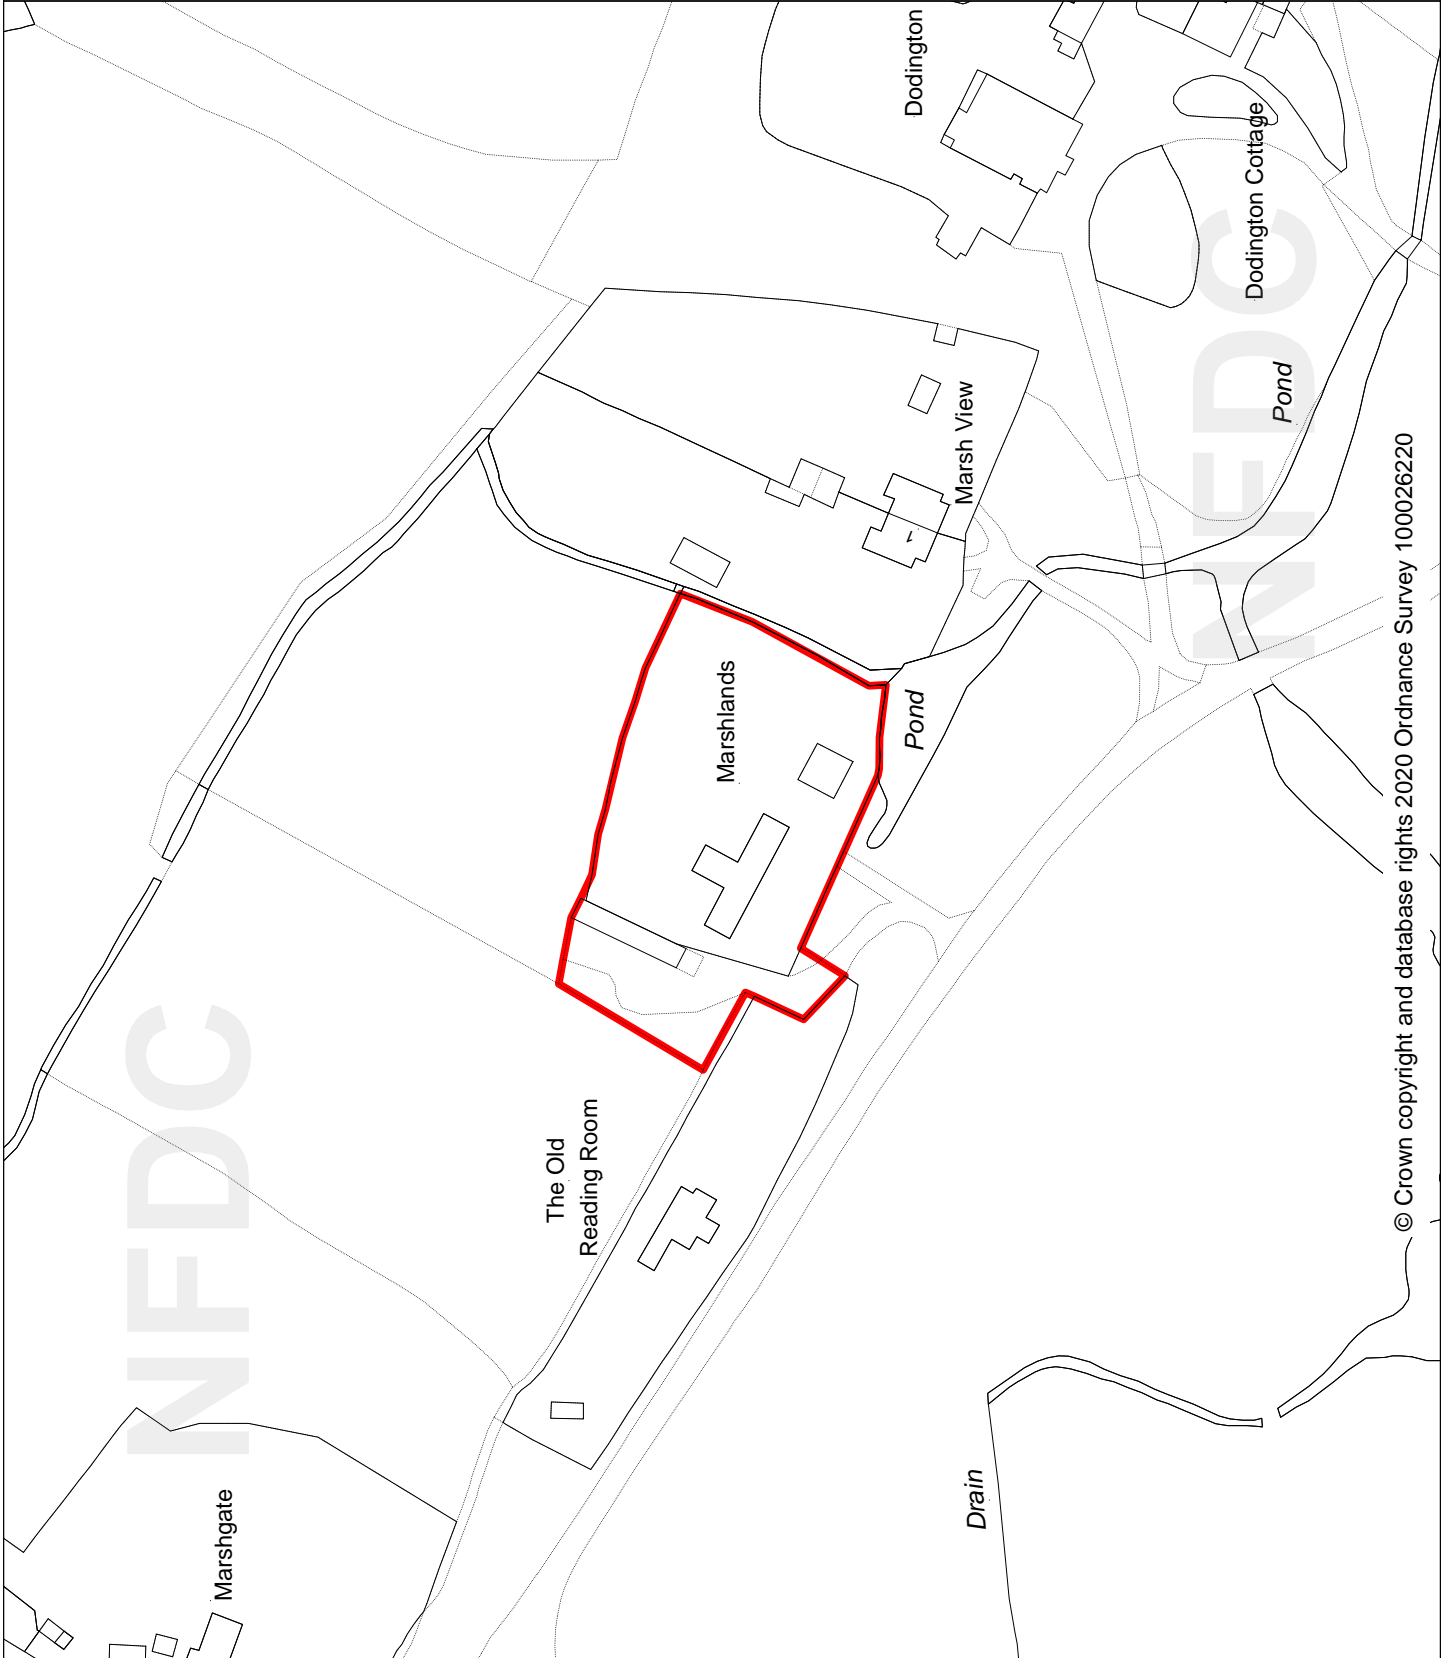 Marshgate
NFDC
The Old
Reading Room
Marshlands
Pond
Marsh View
1
Drain
Dodington
Dodington Cottage
Pond
NFDC
© Crown copyright and database rights 2020 Ordnance Survey 100026220